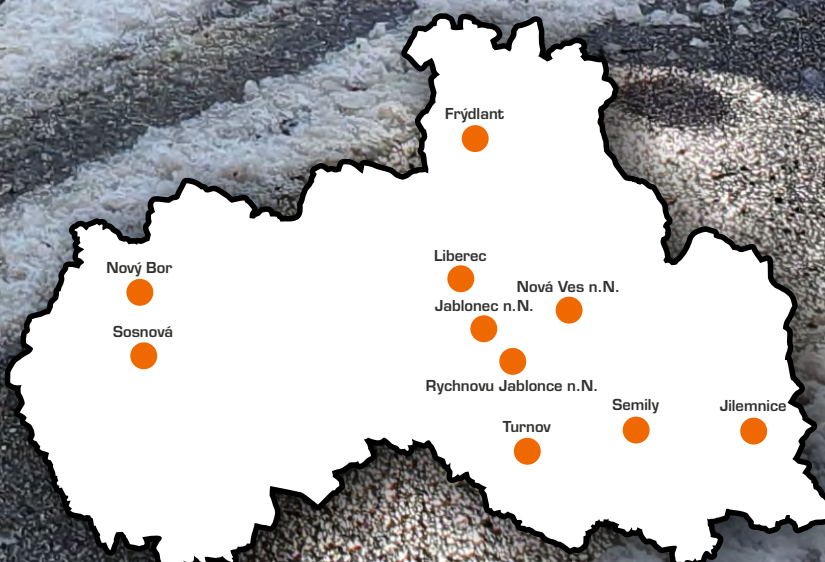 Frýdlant
Liberec
Nový Bor
Nová Ves n.N.
Jablonec n.N.
Sosnová
Rychnovu Jablonce n.N.
Semily
Jilemnice
Turnov